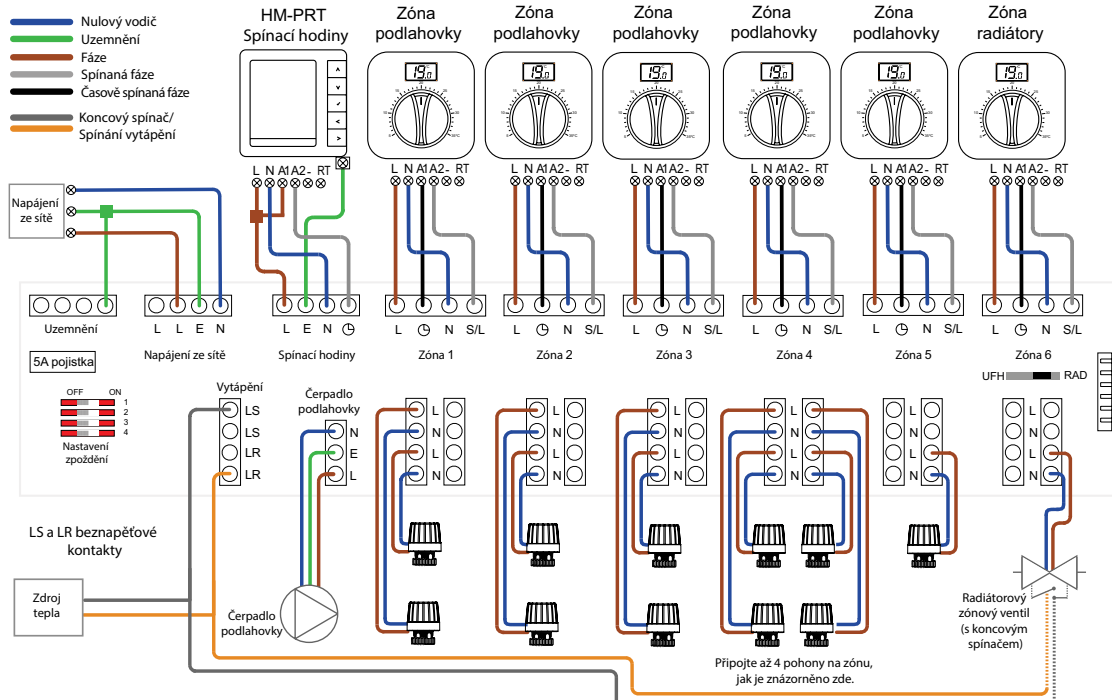 Nulový vodič
Uzemnění
Fáze
Spínaná fáze
Časově spínaná fáze
Koncový spínač/
Spínání vytápění
HM-PRT
Spínací hodiny
Zóna
podlahovky
Zóna
podlahovky
Zóna
podlahovky
Zóna
podlahovky
Zóna
podlahovky
Zóna
radiátory
19.0
19.0
19.0
19.0
19.0
19.0
L N A1 A2 - RT
L N A1 A2 - RT
L N A1 A2 - RT
L N A1 A2 - RT
L N A1 A2 - RT
L N A1 A2 - RT
L N A1 A2 - RT
Napájení
ze sítě
Uzemnění
L L E N
Napájení ze sítě
L E N
Spínací hodiny
L N S/L
Zóna 1
L N S/L
Zóna 2
L N S/L
Zóna 3
L N S/L
Zóna 4
L N S/L
Zóna 5
L N S/L
Zóna 6
UFH RAD
5A pojistka
OFF ON
1
2
3
4
Nastavení
zpoždění
Vytápění
LS
LS
LR
LR
Čerpadlo
podlahovky
N
E
L
L
N
L
N
L
N
L
N
L
N
L
N
L
N
L
N
L
N
L
N
L
N
L
N
LS a LR beznapěťové
kontakty
Zdroj
tepla
Čerpadlo
podlahovky
Připojte až 4 pohony na zónu,
jak je znázorněno zde.
Radiátorový
zónový ventil
(s koncovým
spínačem)